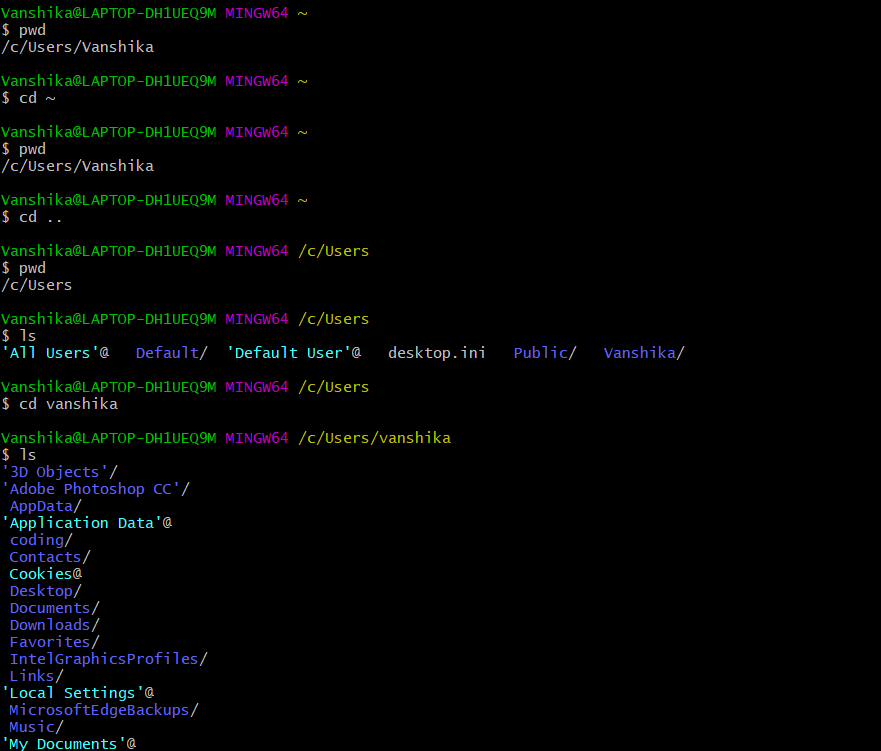 Vanshika@LAPTOP-DH1UEQ9M MINGW64 ~
$ pwd
/c/Users/Vanshika
Vanshika@LAPTOP-DH1UEQ9M MINGW64 ~
$ cd ~
Vanshika@LAPTOP-DH1UEQ9M MINGW64 ~
$ pwd
/c/Users/Vanshika
Vanshika@LAPTOP-DH1UEQ9M MINGW64 ~
$ cd ..
Vanshika@LAPTOP-DH1UEQ9M MINGW64 /c/Users
$ pwd
/c/Users
Vanshika@LAPTOP-DH1UEQ9M MINGW64 /c/Users
$ ls
'All Users'@   Default/  'Default User'@   desktop.ini   Public/   Vanshika/
Vanshika@LAPTOP-DH1UEQ9M MINGW64 /c/Users
$ cd vanshika
Vanshika@LAPTOP-DH1UEQ9M MINGW64 /c/Users/vanshika
$ ls
'3D Objects'/
'Adobe Photoshop CC'/
AppData/
'Application Data'@
coding/
Contacts/
Cookies@
Desktop/
Documents/
Downloads/
Favorites/
IntelGraphicsProfiles/
Links/
'Local Settings'@
MicrosoftEdgeBackups/
Music/
'My Documents'@